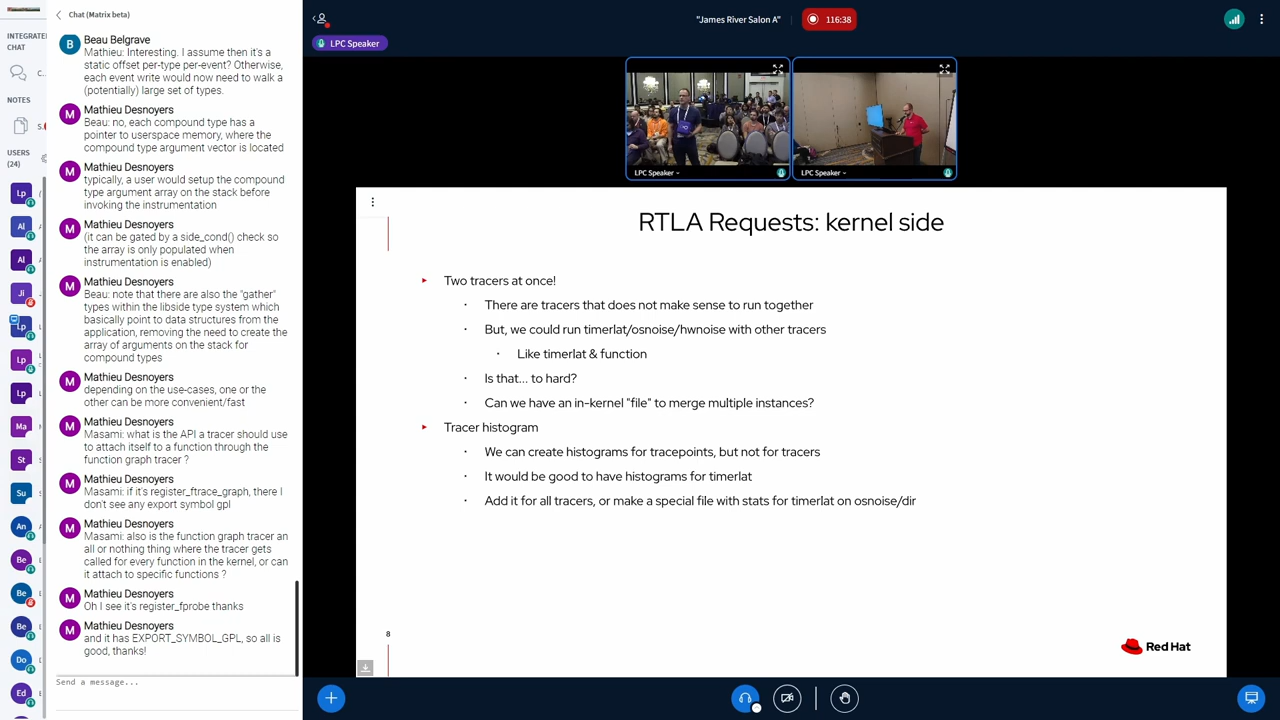 INTEGRATE
CHAT
C.
NOTES
S.
USERS
(24)
Lp
Al
Al
Ji
Lp
Lp
Lp
Ma
St
Su
An
Be
Be
Be
Do
Ed
Chat (Matrix beta)
B
Beau Belgrave
Mathieu: Interesting. I assume then it's a
static offset per-type per-event? Otherwise,
each event write would now need to walk a
(potentially) large set of types.
M
Mathieu Desnoyers
Beau: no, each compound type has a
pointer to userspace memory, where the
compound type argument vector is located
M
Mathieu Desnoyers
typically, a user would setup the compound
type argument array on the stack before
invoking the instrumentation
M
Mathieu Desnoyers
(it can be gated by a side_cond() check so
the array is only populated when
instrumentation is enabled)
M
Mathieu Desnoyers
Beau: note that there are also the "gather"
types within the libside type system which
basically point to data structures from the
application, removing the need to create the
array of arguments on the stack for
compound types
M
Mathieu Desnoyers
depending on the use-cases, one or the
other can be more convenient/fast
M
Mathieu Desnoyers
Masami: what is the API a tracer should use
to attach itself to a function through the
function graph tracer ?
M
Mathieu Desnoyers
Masami: if it's register_ftrace_graph, there I
don't see any export symbol gpl
M
Mathieu Desnoyers
Masami: also is the function graph tracer an
all or nothing thing where the tracer gets
called for every function in the kernel, or can
it attach to specific functions ?
M
Mathieu Desnoyers
Oh I see it's register_fprobe thanks
M
Mathieu Desnoyers
and it has EXPORT_SYMBOL_GPL, so all is
good, thanks!
Send a message...
"James River Salon A"
116:38
LPC Speaker
LPC Speaker
LPC Speaker
RTLA Requests: kernel side
Two tracers at once!
There are tracers that does not make sense to run together
But, we could run timerlat/osnoise/hwnoise with other tracers
Like timerlat & function
Is that... to hard?
Can we have an in-kernel "file" to merge multiple instances?
Tracer histogram
We can create histograms for tracepoints, but not for tracers
It would be good to have histograms for timerlat
Add it for all tracers, or make a special file with stats for timerlat on osnoise/dir
8
Red Hat